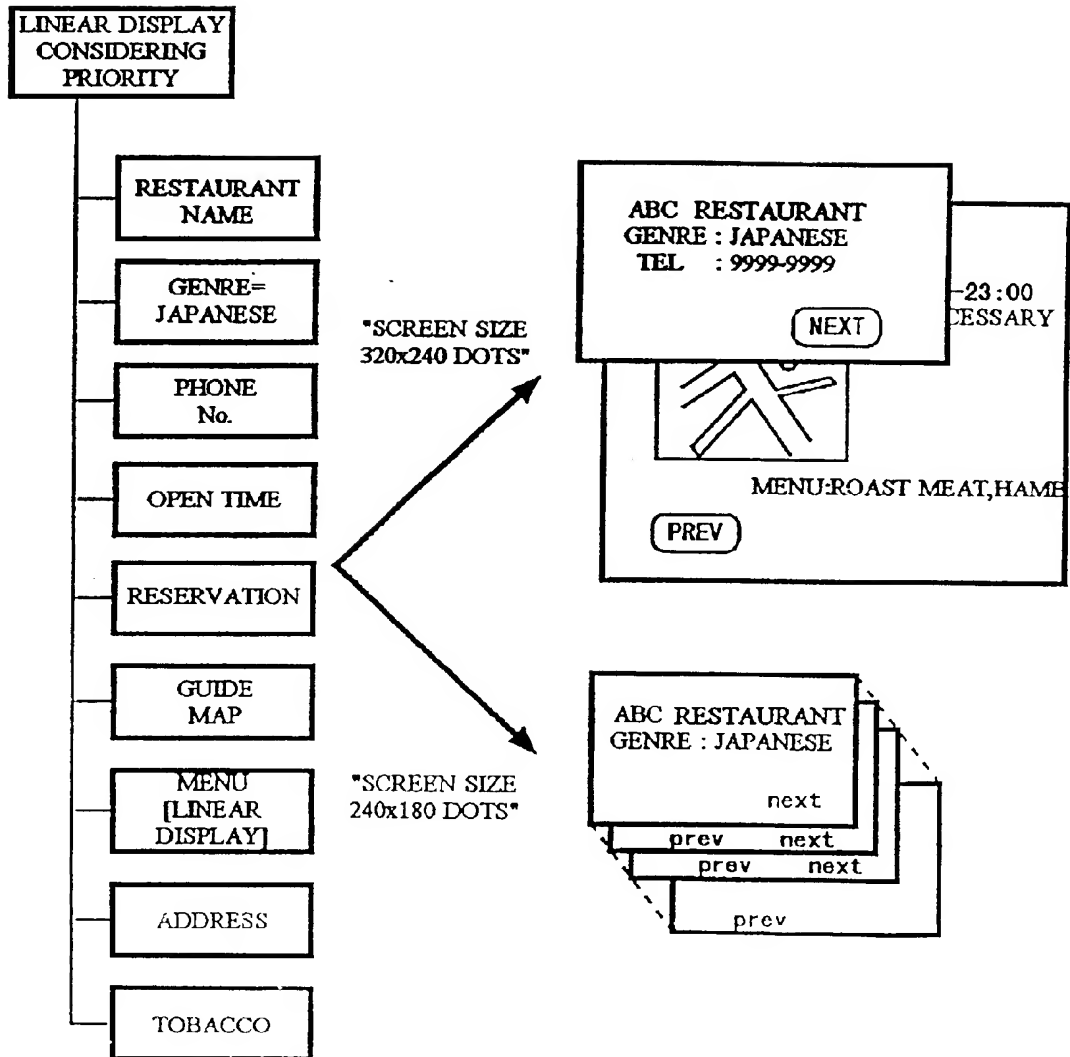 LINEAR DISPLAY
CONSIDERING
PRIORITY
RESTAURANT
NAME
GENRE=
JAPANESE
PHONE
No.
OPEN TIME
RESERVATION
GUIDE
MAP
MENU
[LINEAR
DISPLAY]
ADDRESS
TOBACCO
"SCREEN SIZE
320x240 DOTS"
ABC RESTAURANT
GENRE : JAPANESE
TEL : 9999-9999
NEXT
-23:00
CESSARY
MENU:ROAST MEAT,HAMB
PREV
"SCREEN SIZE
240x180 DOTS"
ABC RESTAURANT
GENRE : JAPANESE
next
prev next
prev next
prev